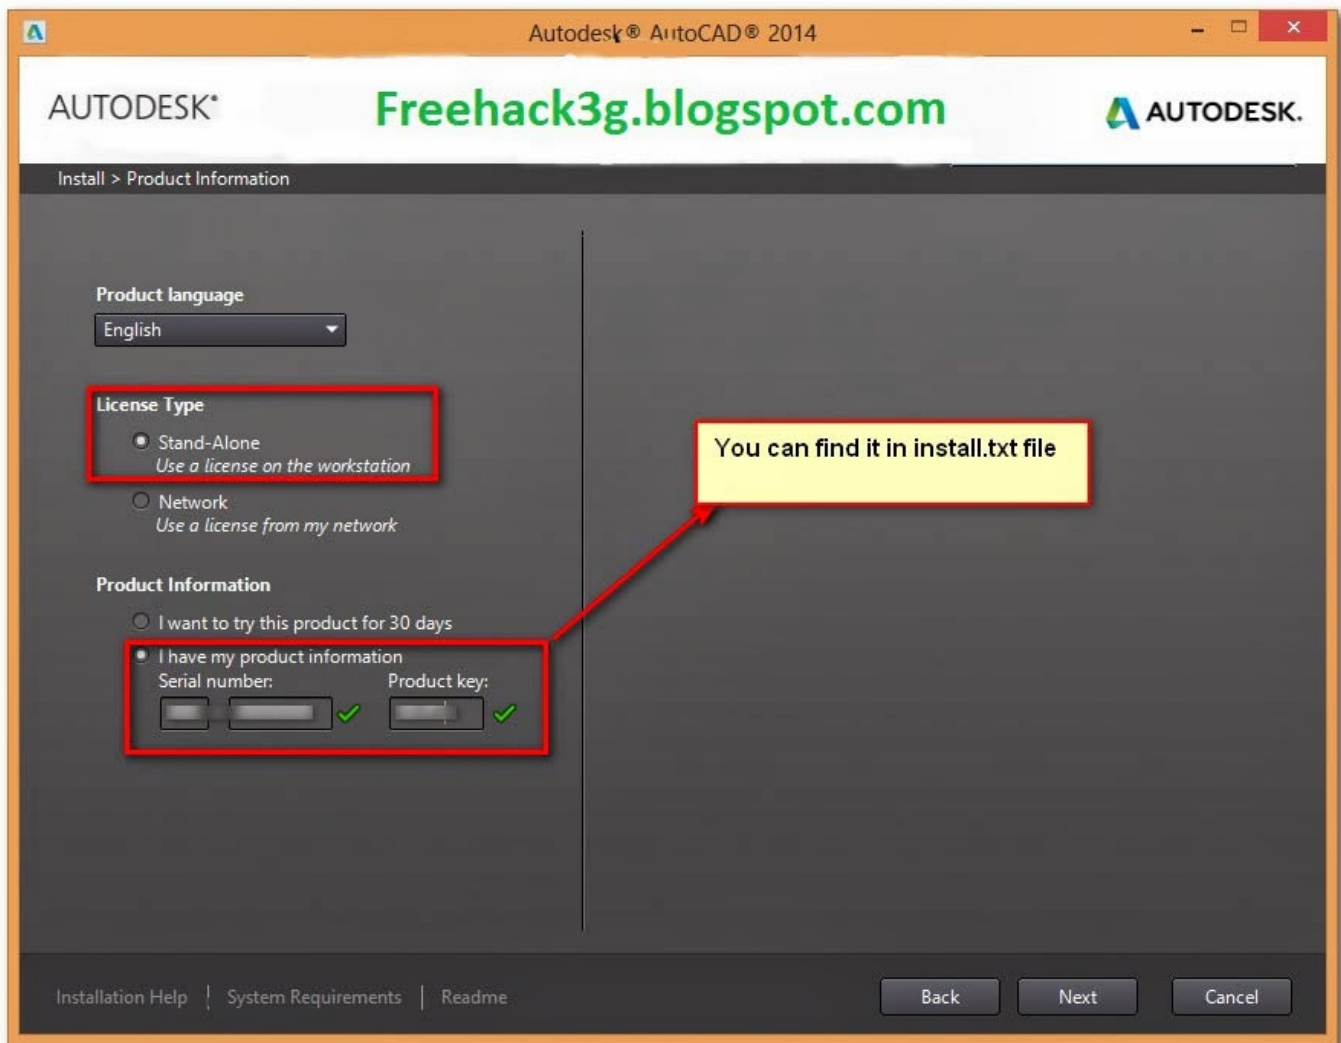 Autodesk® AutoCAD® 2014
AUTODESK®
Freehack3g.blogspot.com
AUTODESK.
Install > Product Information
Product language
English
License Type
Stand-Alone
Use a license on the workstation
You can find it in install.txt file
Network
Use a license from my network
Product Information
I want to try this product for 30 days
I have my product information
Serial number:
Product key:
Installation Help | System Requirements | Readme
Back
Next
Cancel